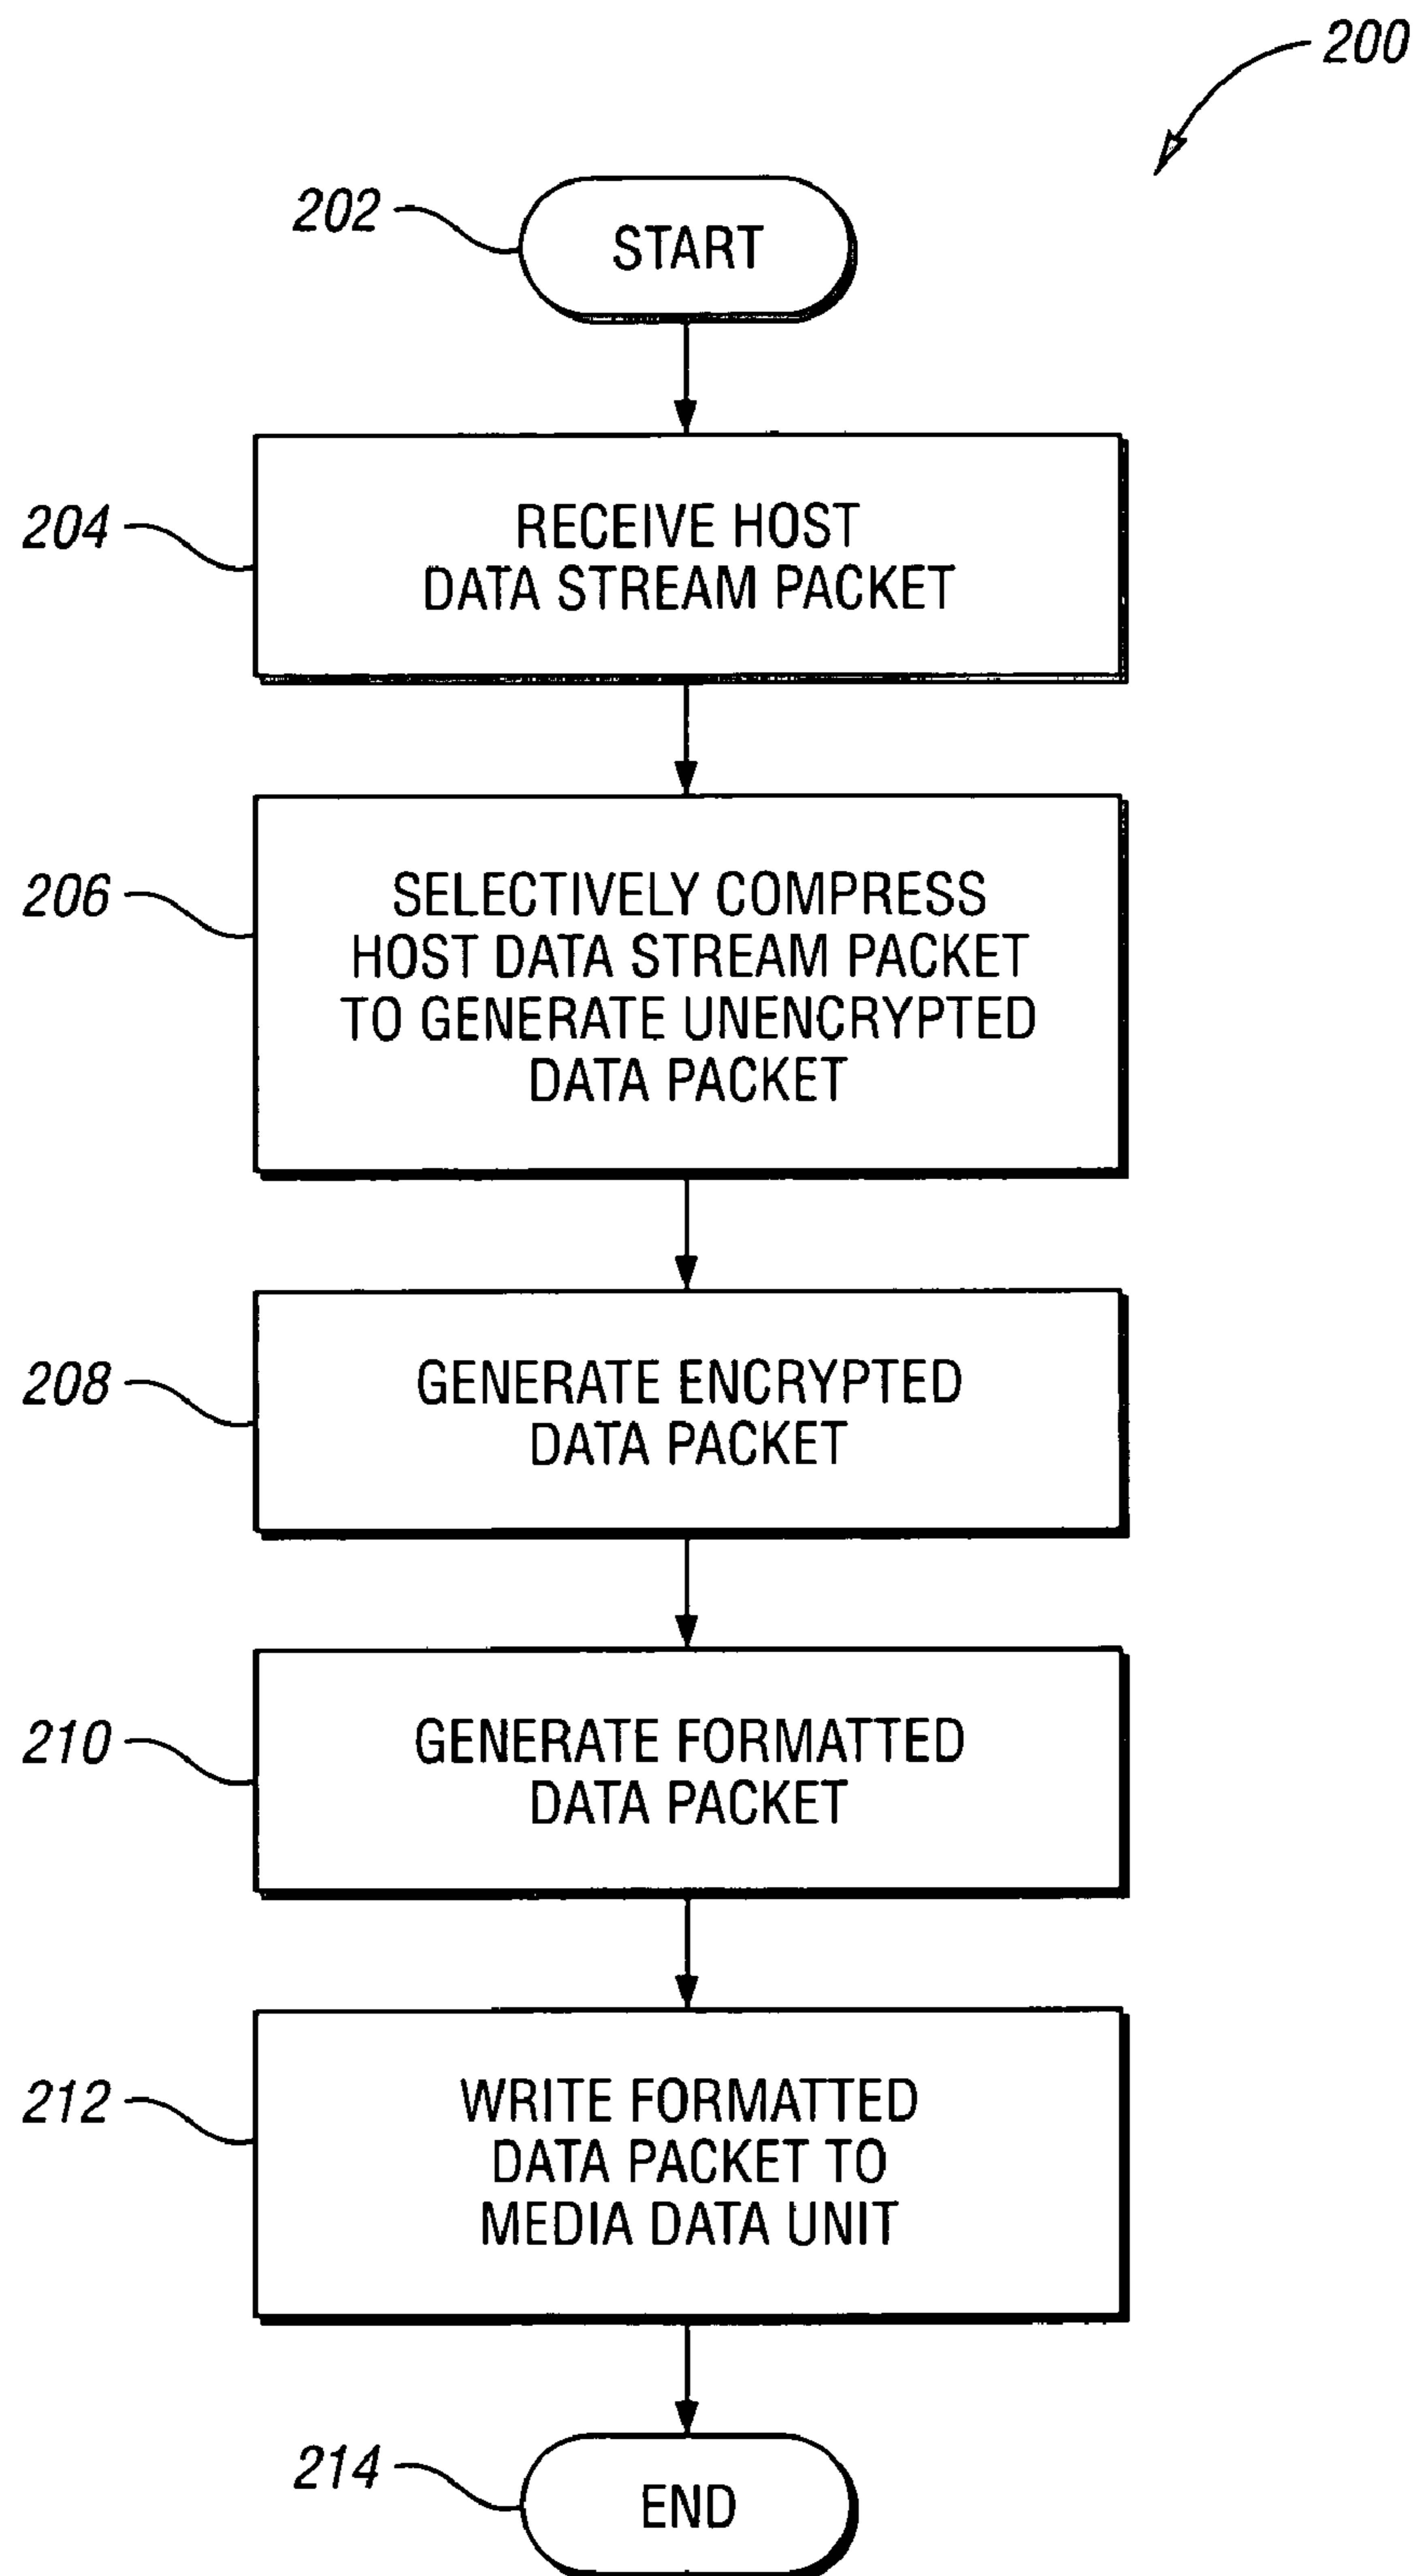 200
202
START
204
RECEIVE HOST
DATA STREAM PACKET
206
SELECTIVELY COMPRESS
HOST DATA STREAM PACKET
TO GENERATE UNENCRYPTED
DATA PACKET
208
GENERATE ENCRYPTED
DATA PACKET
210
GENERATE FORMATTED
DATA PACKET
212
WRITE FORMATTED
DATA PACKET TO
MEDIA DATA UNIT
214
END